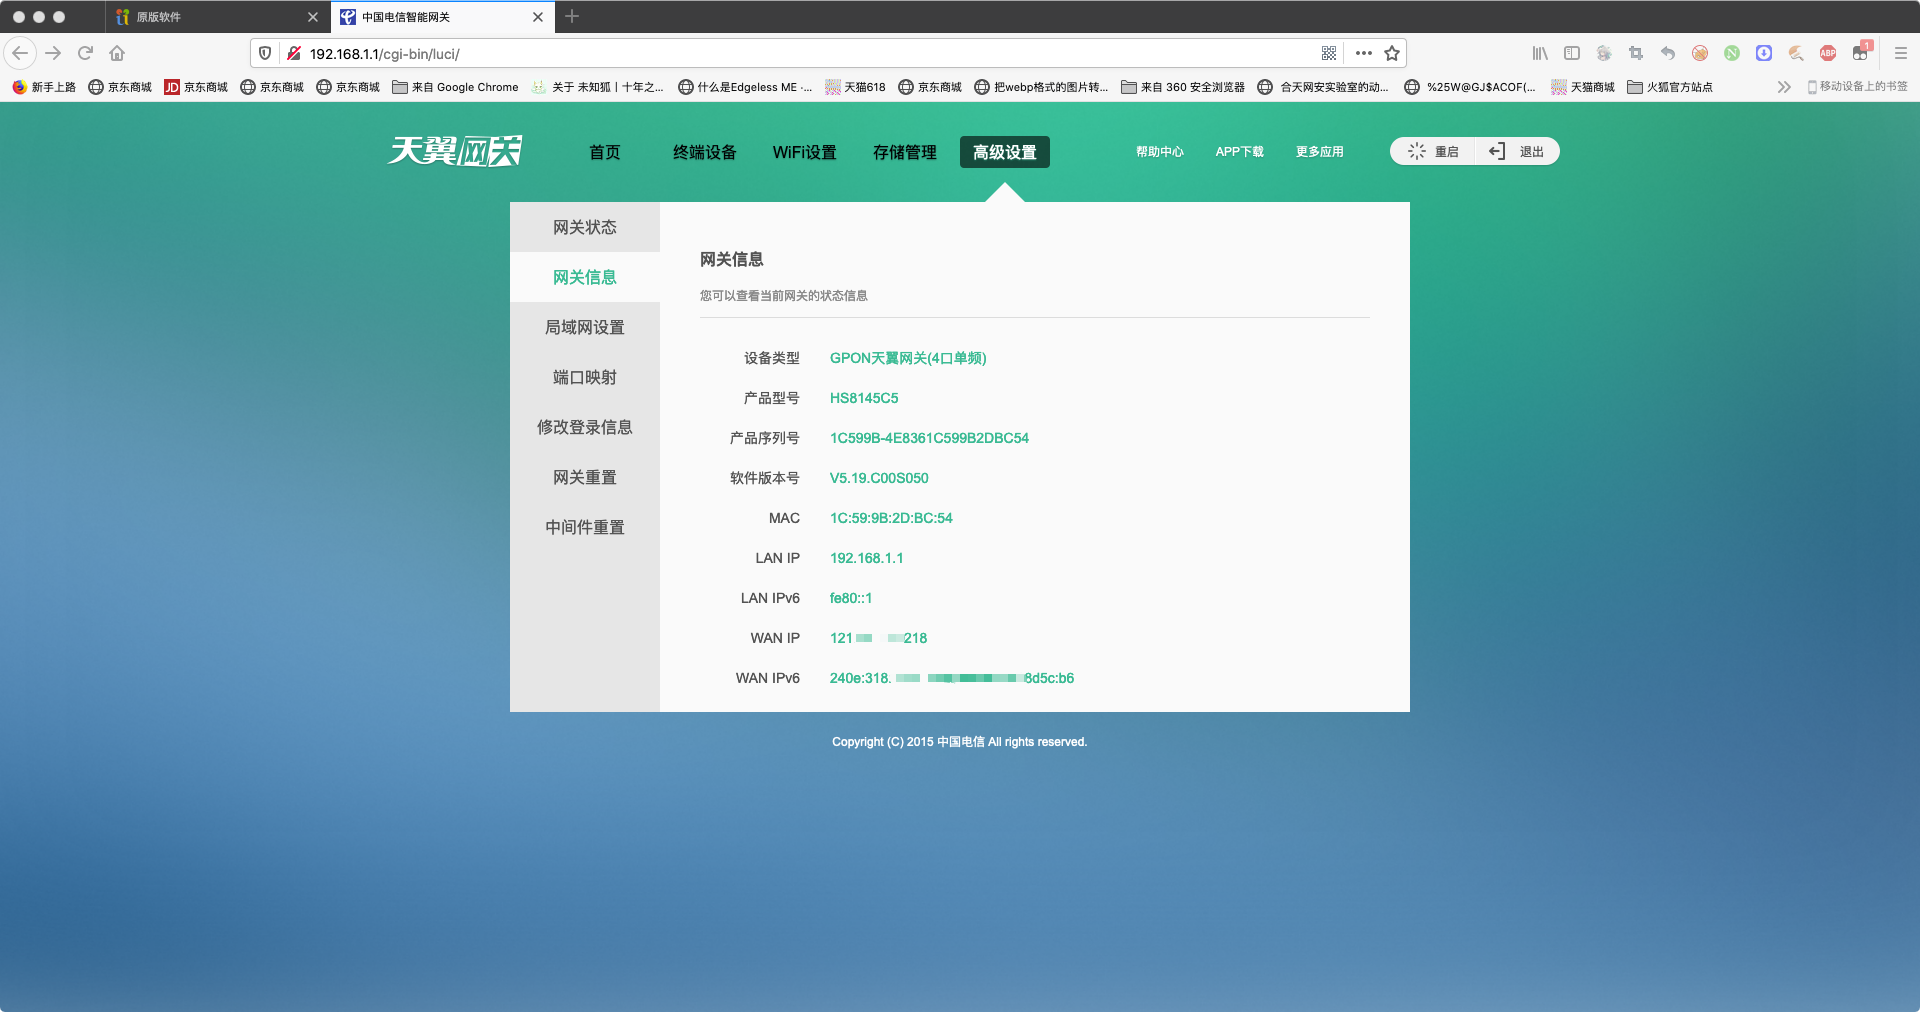 原版软件
中国电信智能网关
192.168.1.1/cgi-bin/luci/
新手上路 京东商城 JD 京东商城 京东商城 京东商城 来自 Google Chrome 关于 未知狐丨十年之... 什么是Edgeless ME ·... 天猫618 京东商城 把webp格式的图片转... 来自 360 安全浏览器 合天网安实验室的动... %25W@GJ$ACOF(... 天猫商城 火狐官方站点 移动设备上的书签
ABP 1
天翼网关 首页 终端设备 WiFi设置 存储管理 高级设置 帮助中心 APP下载 更多应用 重启 退出
网关状态
网关信息
局域网设置
端口映射
修改登录信息
网关重置
中间件重置
网关信息
您可以查看当前网关的状态信息
设备类型 GPON天翼网关(4口单频)
产品型号 HS8145C5
产品序列号 1C599B-4E8361C599B2DBC54
软件版本号 V5.19.C00S050
MAC 1C:59:9B:2D:BC:54
LAN IP 192.168.1.1
LAN IPv6 fe80::1
WAN IP 121 218
WAN IPv6 240e:318. 8d5c:b6
Copyright (C) 2015 中国电信 All rights reserved.